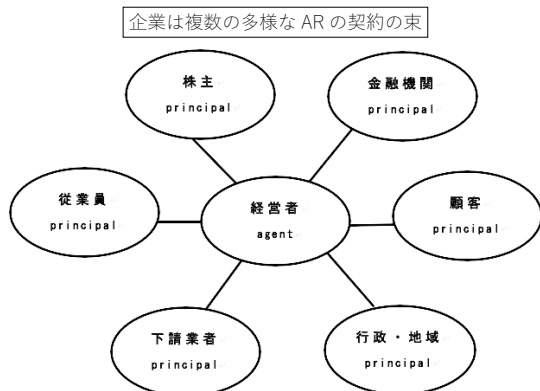 企業は複数の多様な AR の契約の束
株主
principal
金融機関
principal
従業員
principal
経営者
agent
顧客
principal
下請業者
principal
行政・地域
principal